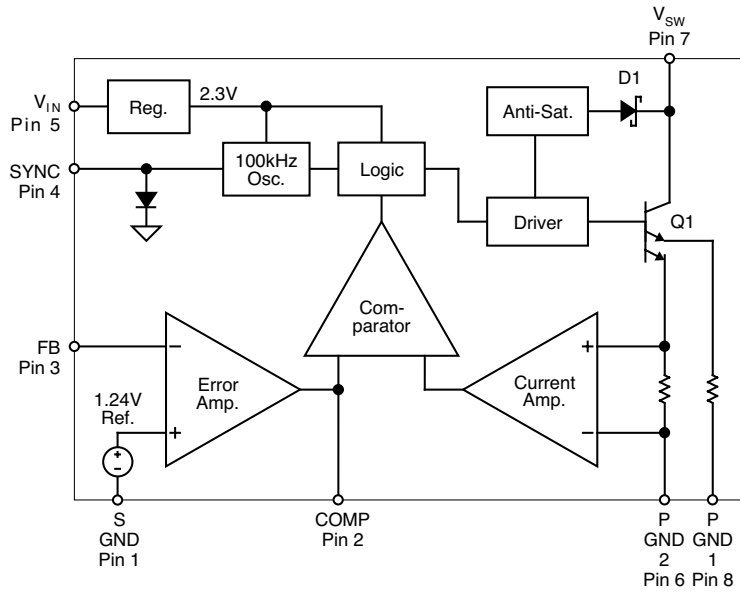 V_SW
Pin 7
D1
V_IN
Pin 5
Reg.
2.3V
Anti-Sat.
SYNC
Pin 4
100kHz
Osc.
Logic
Driver
Q1
Com-
parator
FB
Pin 3
−
Error
Amp.
+
Current
Amp.
−
1.24V
Ref.
+
+
−
S
GND
Pin 1
COMP
Pin 2
P
GND
2
Pin 6
P
GND
1
Pin 8